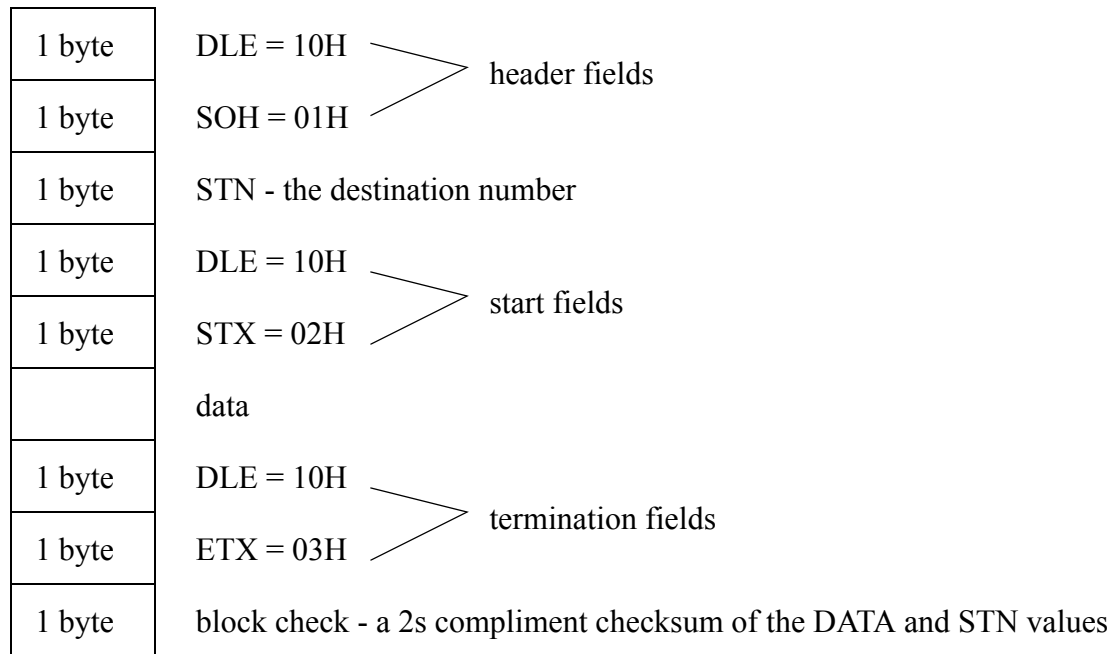 1 byte DLE = 10H
header fields
1 byte SOH = 01H
1 byte STN - the destination number
1 byte DLE = 10H
start fields
1 byte STX = 02H
data
1 byte DLE = 10H
termination fields
1 byte ETX = 03H
1 byte block check - a 2s compliment checksum of the DATA and STN values